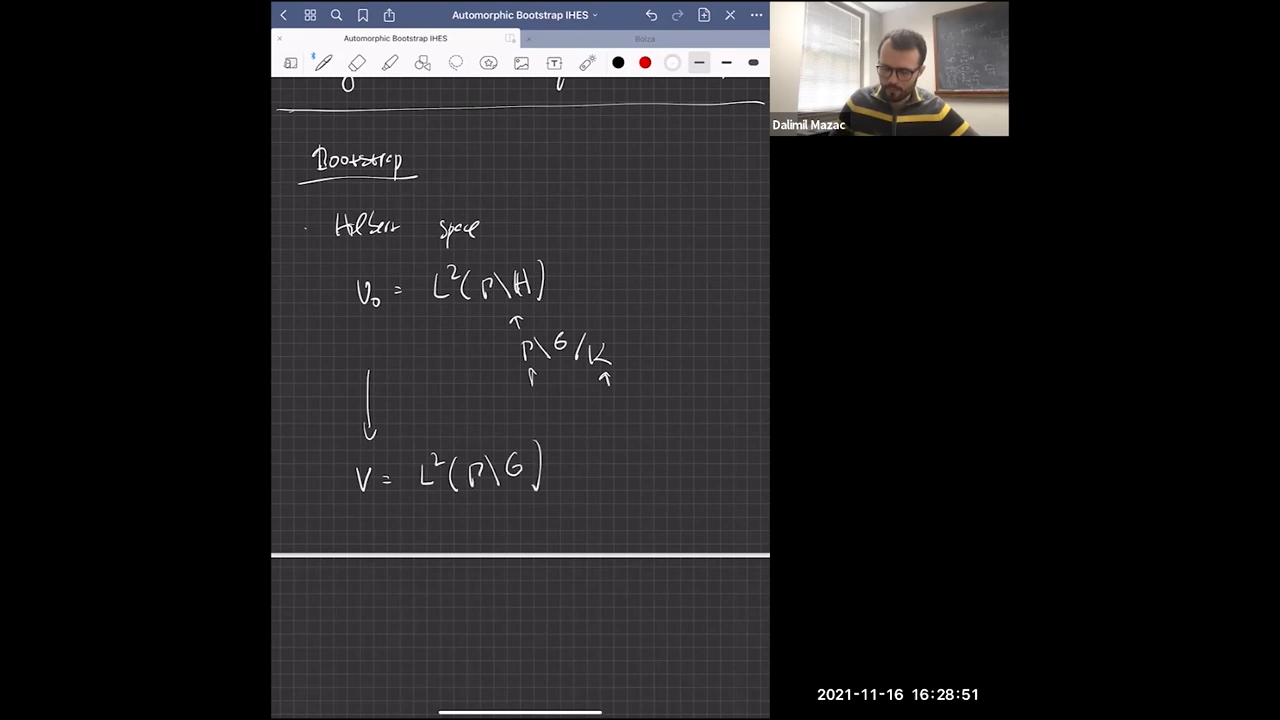 Automorphic Bootstrap IHES
Automorphic Bootstrap IHES
Bolza
T
Bootstrap
· Hilbert space
V₀ = L²(Γ\ℍ)
↑
Γ\G/K
↑ ↑
↓
V = L²(Γ\G)
Dalimil Mazac
2021-11-16 16:28:51